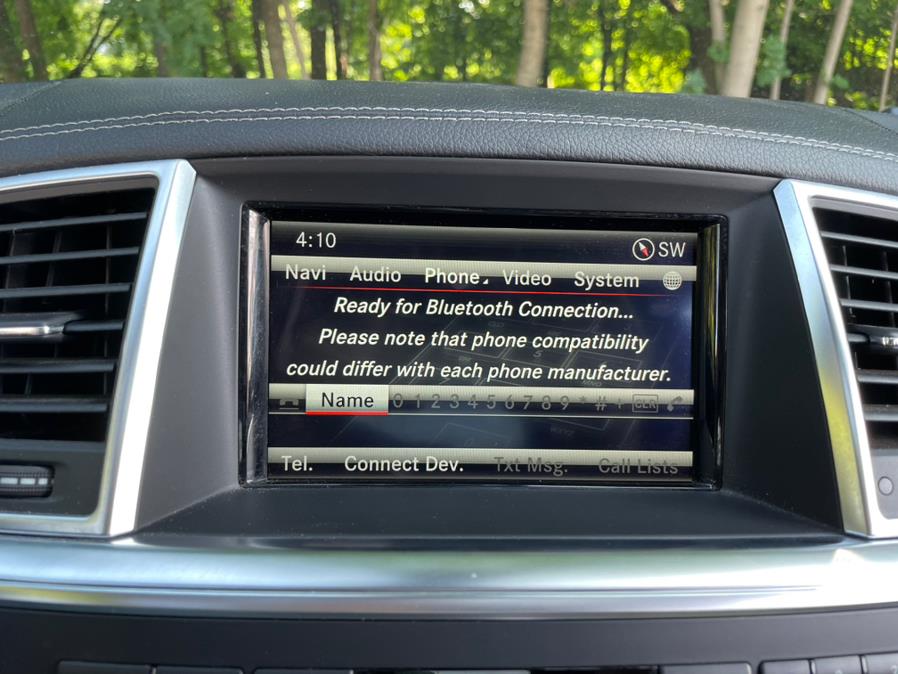 4:10 SW
Navi Audio Phone Video System
Ready for Bluetooth Connection...
Please note that phone compatibility
could differ with each phone manufacturer.
Name 0 1 2 3 4 5 6 7 8 9 * # + CLR
Tel. Connect Dev. Txt Msg. Call Lists